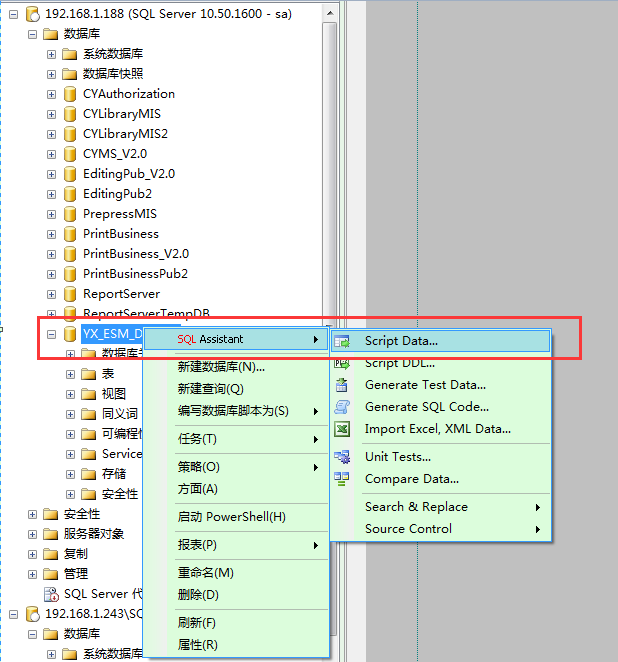 192.168.1.188 (SQL Server 10.50.1600 - sa)
数据库
系统数据库
数据库快照
CYAuthorization
CYLibraryMIS
CYLibraryMIS2
CYMS_V2.0
EditingPub_V2.0
EditingPub2
PrepressMIS
PrintBusiness
PrintBusiness_V2.0
PrintBusinessPub2
ReportServer
ReportServerTempDB
YX_ESM_D
数据库
表
视图
同义词
可编程
Service
存储
安全性
安全性
服务器对象
复制
管理
SQL Server 代
192.168.1.243\SQ
数据库
系统数据库
SQL Assistant
新建数据库(N)...
新建查询(Q)
编写数据库脚本为(S)
任务(T)
策略(O)
方面(A)
启动 PowerShell(H)
报表(P)
重命名(M)
删除(D)
刷新(F)
属性(R)
Script Data...
Script DDL...
Generate Test Data...
Generate SQL Code...
Import Excel, XML Data...
Unit Tests...
Compare Data...
Search & Replace
Source Control